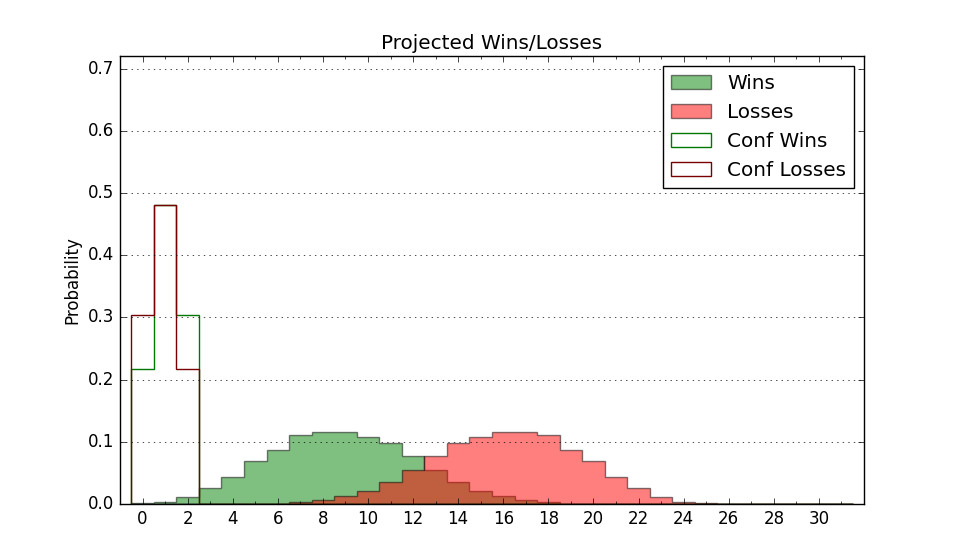 Projected Wins/Losses
Wins
Losses
Conf Wins
Conf Losses
Probability
0.7
0.6
0.5
0.4
0.3
0.2
0.1
0.0
0 2 4 6 8 10 12 14 16 18 20 22 24 26 28 30